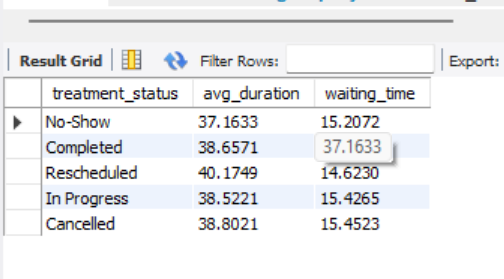 Result Grid Filter Rows: Export:
treatment_status avg_duration waiting_time
No-Show 37.1633 15.2072
Completed 38.6571 37.1633
Rescheduled 40.1749 14.6230
In Progress 38.5221 15.4265
Cancelled 38.8021 15.4523